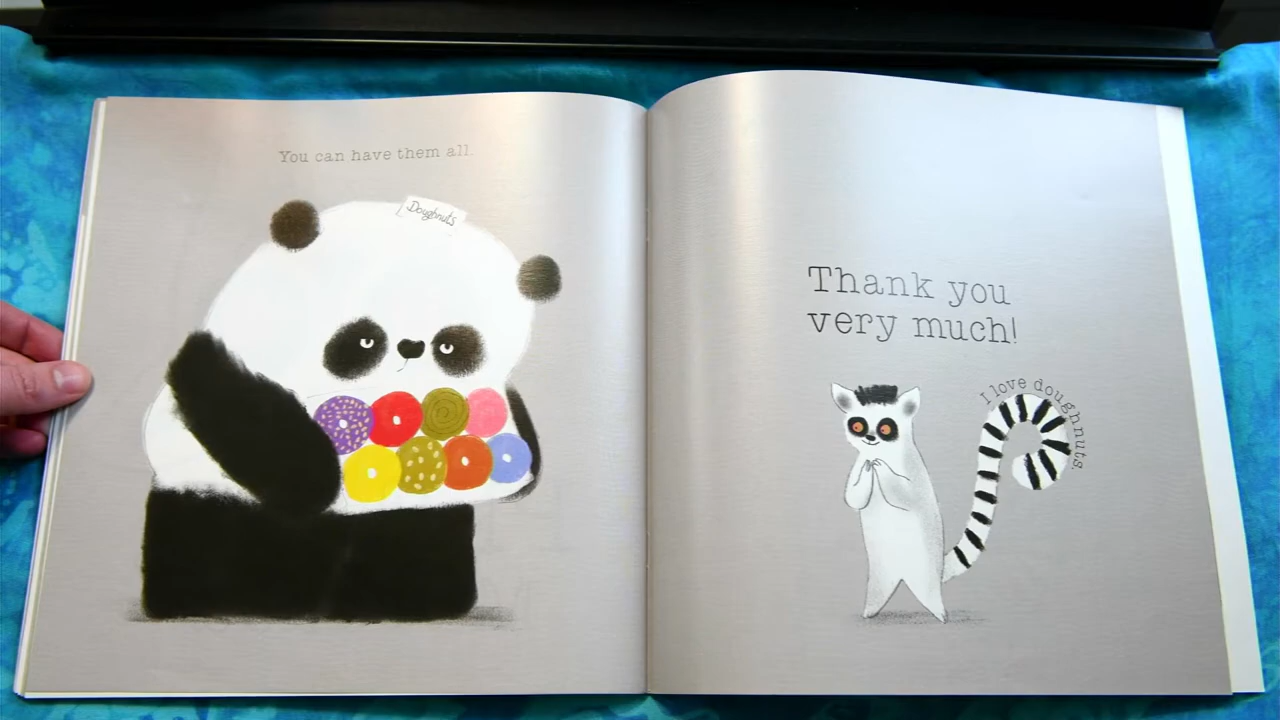 You can have them all.
Doughnuts
Thank you
very much!
I love doughnuts.